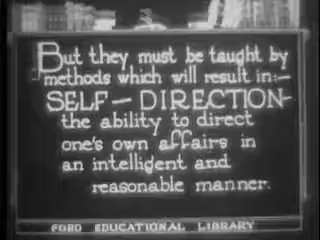 But they must be taught by
methods which will result in:-
SELF - DIRECTION -
the ability to direct
one's own affairs in
an intelligent and
reasonable manner.
FORD EDUCATIONAL LIBRARY